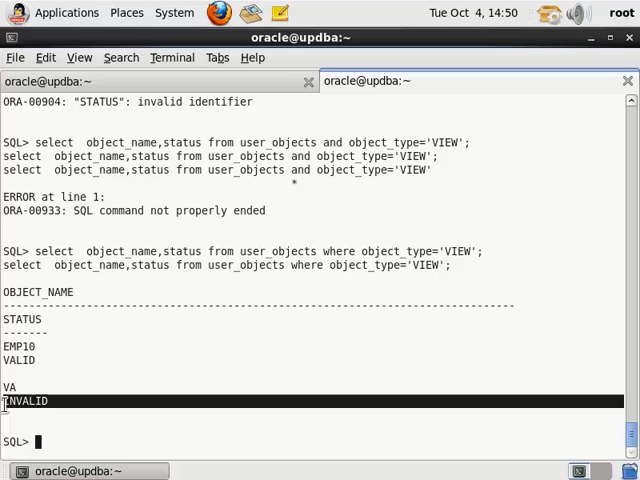 Applications Places System Tue Oct 4, 14:50 root
oracle@updba:~
File Edit View Search Terminal Tabs Help
oracle@updba:~ oracle@updba:~
ORA-00904: "STATUS": invalid identifier
SQL> select  object_name,status from user_objects and object_type='VIEW';
select  object_name,status from user_objects and object_type='VIEW';
select  object_name,status from user_objects and object_type='VIEW'
*
ERROR at line 1:
ORA-00933: SQL command not properly ended
SQL> select  object_name,status from user_objects where object_type='VIEW';
select  object_name,status from user_objects where object_type='VIEW';
OBJECT_NAME
--------------------------------------------------------------------------------
STATUS
-------
EMP10
VALID
VA
INVALID
SQL>
oracle@updba:~